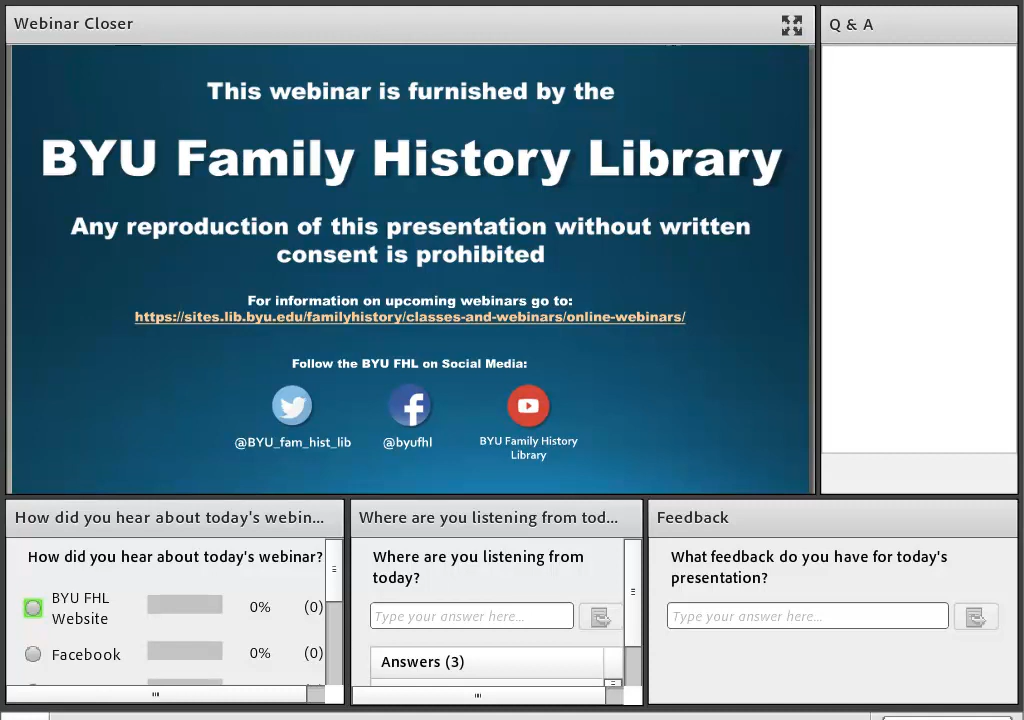 Webinar Closer
Q & A
This webinar is furnished by the
BYU Family History Library
Any reproduction of this presentation without written
consent is prohibited
For information on upcoming webinars go to:
https://sites.lib.byu.edu/familyhistory/classes-and-webinars/online-webinars/
Follow the BYU FHL on Social Media:
@BYU_fam_hist_lib
@byufhl
BYU Family History
Library
How did you hear about today's webin...
How did you hear about today's webinar?
BYU FHL
Website
0%
(0)
Facebook
0%
(0)
Where are you listening from tod...
Where are you listening from
today?
Type your answer here...
Answers (3)
Feedback
What feedback do you have for today's
presentation?
Type your answer here...